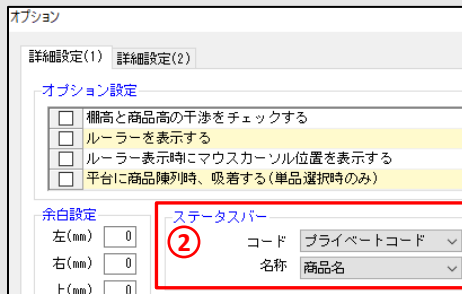 オプション
詳細設定(1) 詳細設定(2)
オプション設定
棚高と商品高の干渉をチェックする
ルーラーを表示する
ルーラー表示時にマウスカーソル位置を表示する
平台に商品陳列時、吸着する(単品選択時のみ)
余白設定
左(mm) 0
右(mm) 0
上(mm) 0
ステータスバー
②
コード プライベートコード
名称 商品名